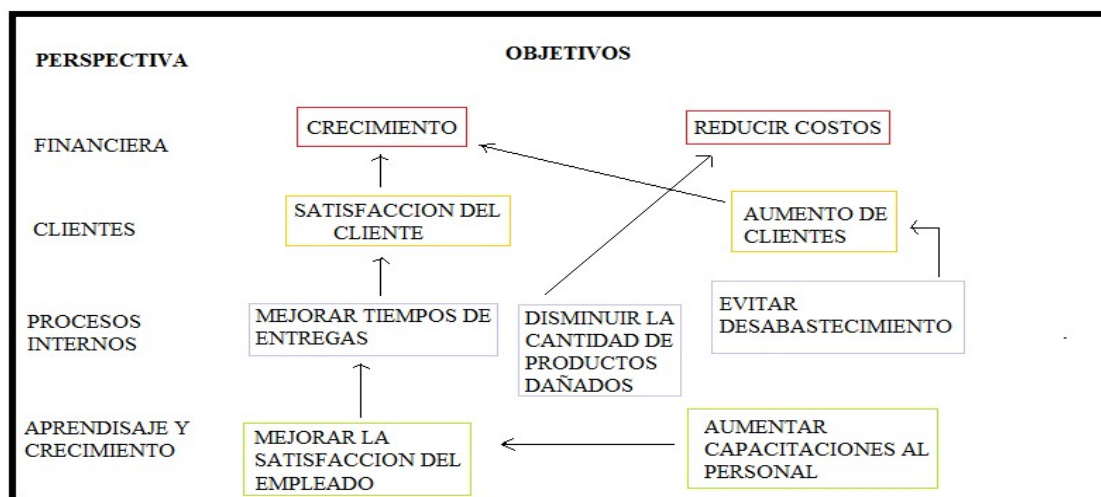 PERSPECTIVA
OBJETIVOS
FINANCIERA
CRECIMIENTO
REDUCIR COSTOS
CLIENTES
SATISFACCION DEL
CLIENTE
AUMENTO DE
CLIENTES
PROCESOS
INTERNOS
MEJORAR TIEMPOS DE
ENTREGAS
DISMINUIR LA
CANTIDAD DE
PRODUCTOS
DAÑADOS
EVITAR
DESABASTECIMIENTO
APRENDISAJE Y
CRECIMIENTO
MEJORAR LA
SATISFACCION DEL
EMPLEADO
AUMENTAR
CAPACITACIONES AL
PERSONAL